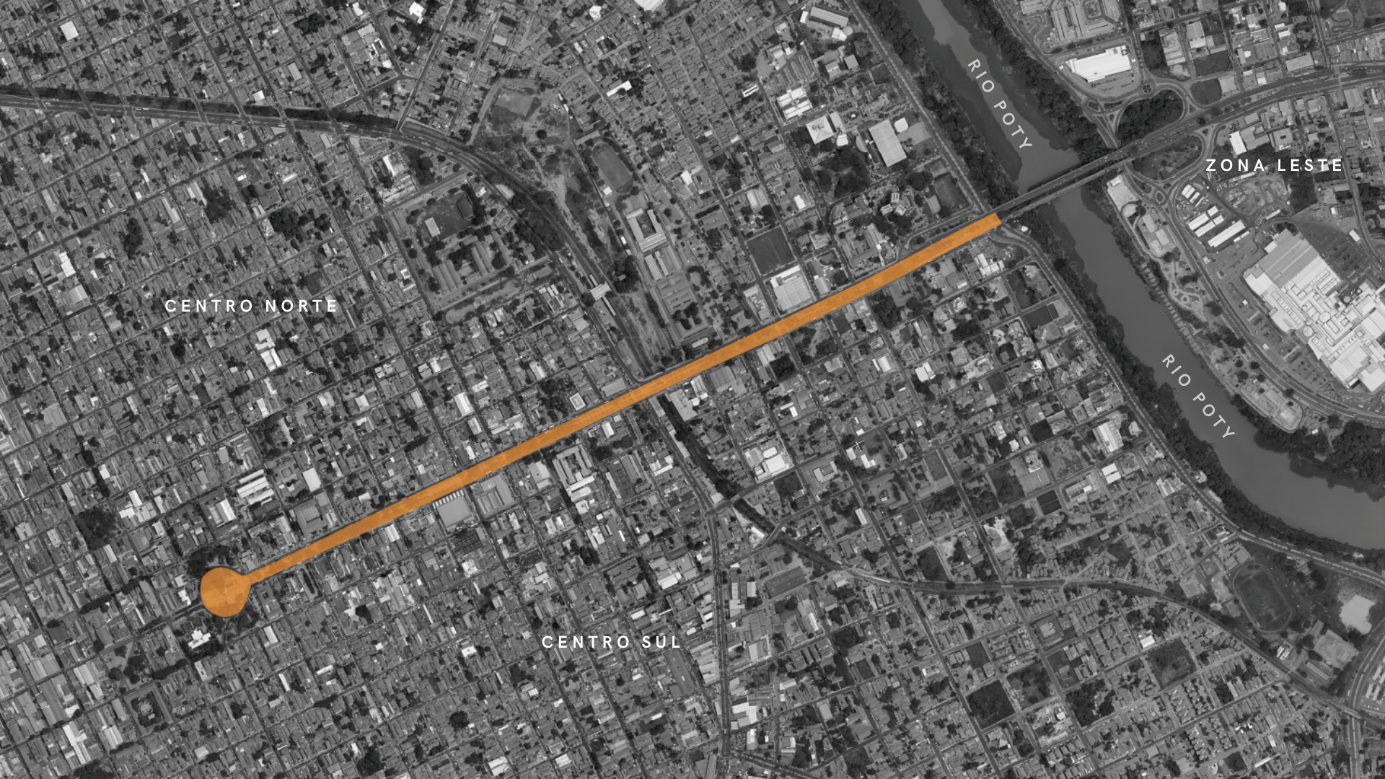 RIO POTY
ZONA LESTE
CENTRO NORTE
RIO POTY
CENTRO SUL